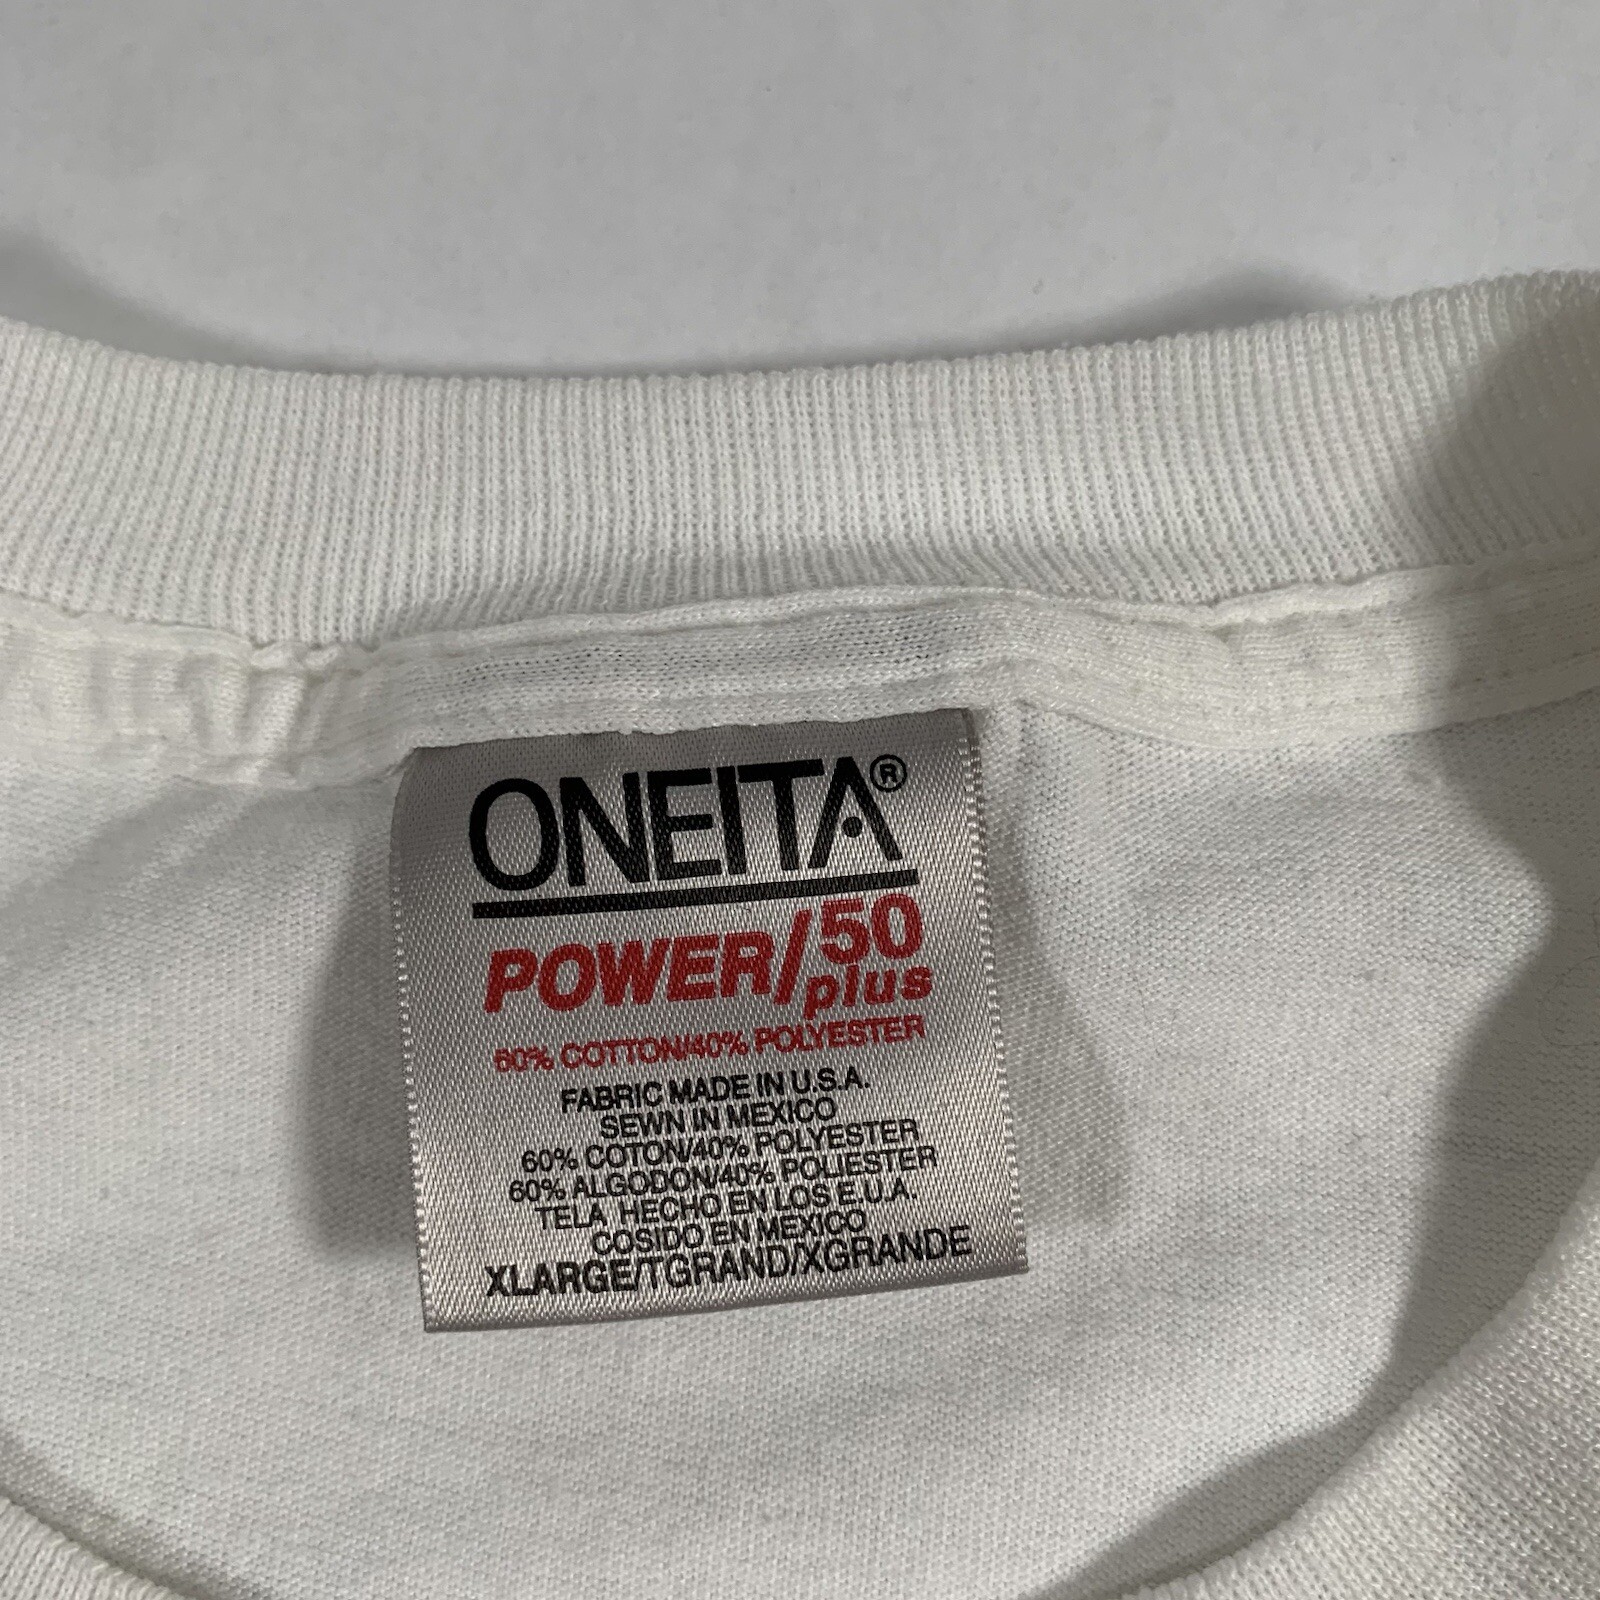 ONEITA®
POWER/50 plus
60% COTTON/40% POLYESTER
FABRIC MADE IN U.S.A.
SEWN IN MEXICO
60% COTON/40% POLYESTER
60% ALGODON/40% POLIESTER
TELA HECHO EN LOS E.U.A.
COSIDO EN MEXICO
XLARGE/TGRAND/XGRANDE